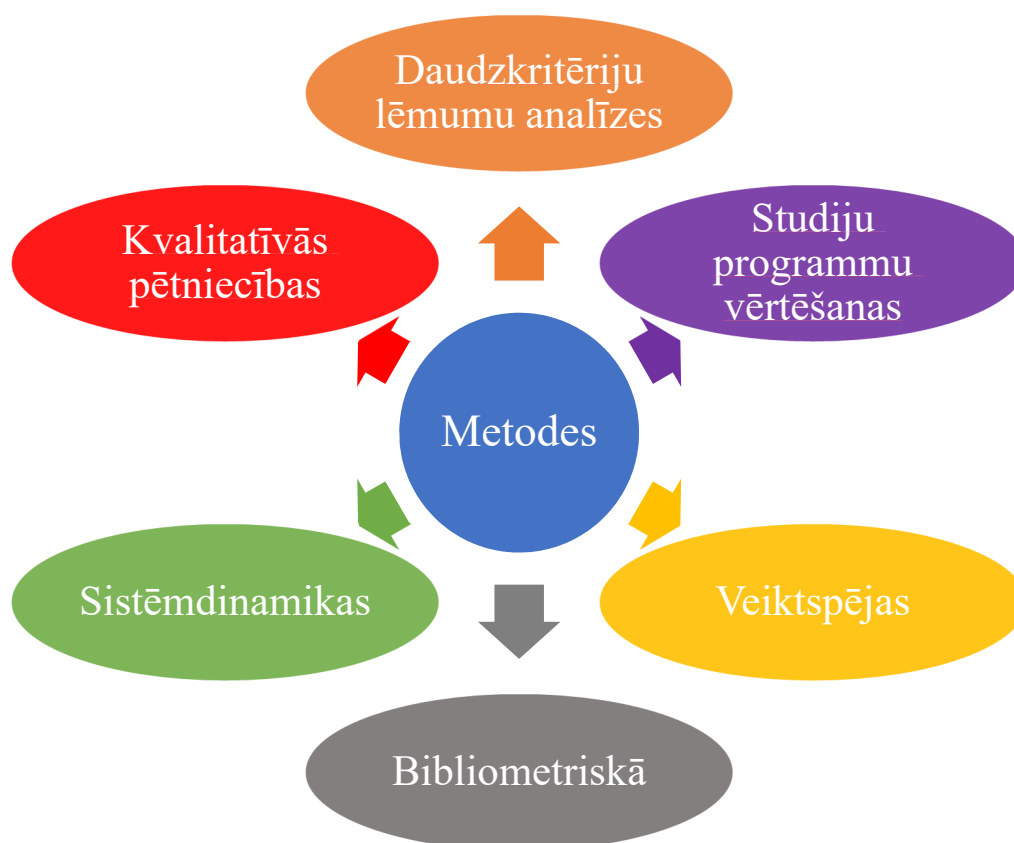 Daudzkritēriju
lēmumu analīzes
Kvalitatīvās
pētniecības
Studiju
programmu
vērtēšanas
Metodes
Sistēmdinamikas
Veiktspējas
Bibliometriskā